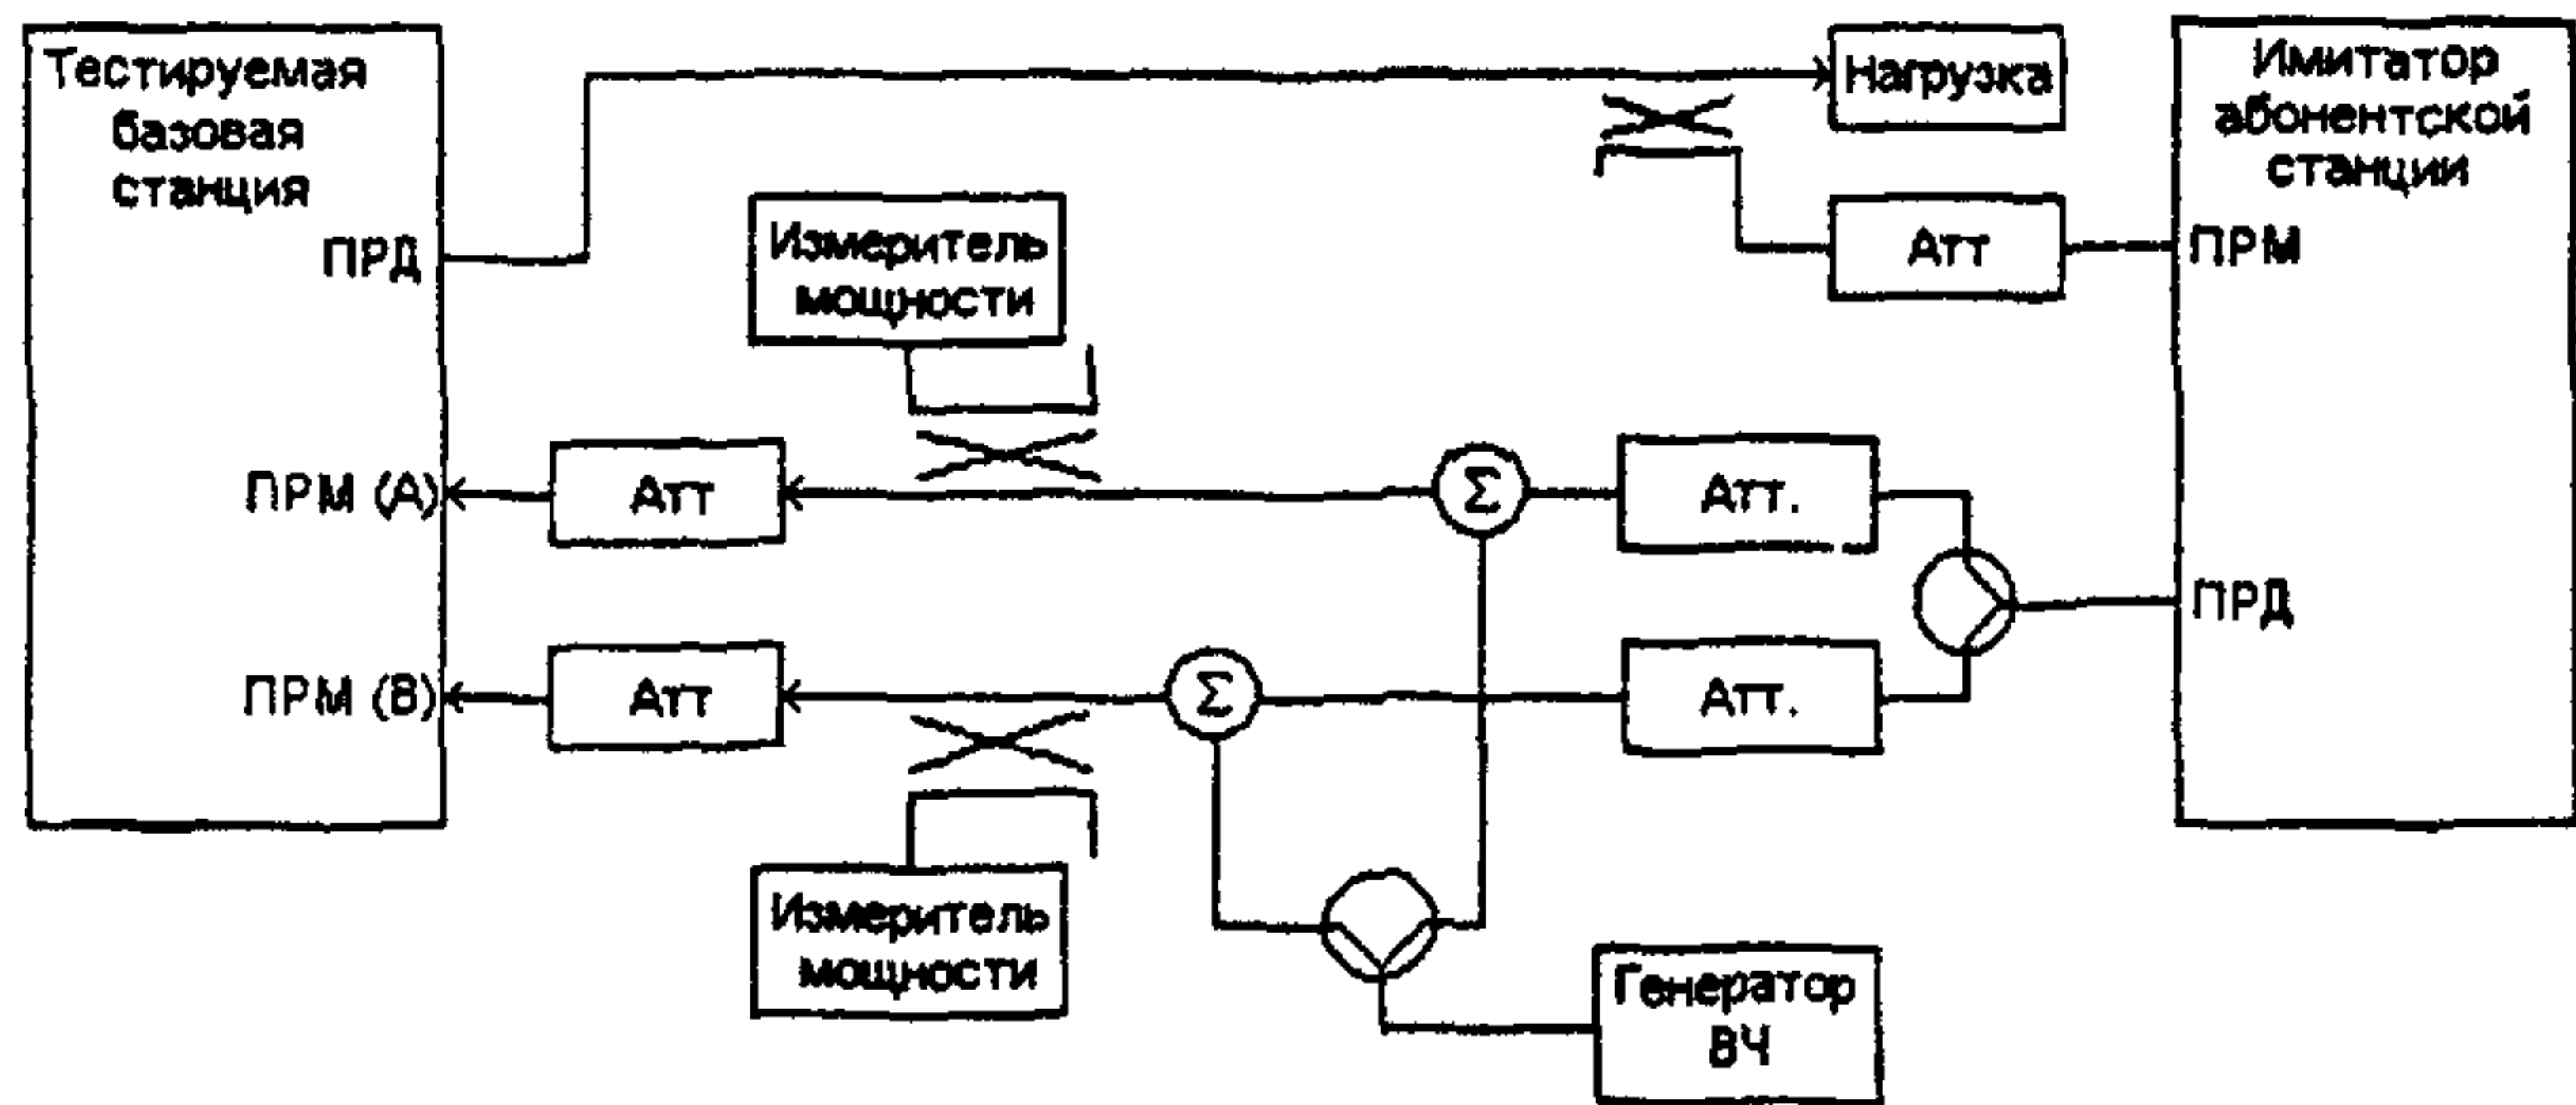 Тестируемая
базовая
станция
ПРД
ПРМ (А)
ПРМ (В)
Измеритель
мощности
Атт
Атт
Измеритель
мощности
Σ
Σ
Атт.
Атт.
Генератор
ВЧ
Нагрузка
Атт
Имитатор
абонентской
станции
ПРМ
ПРД